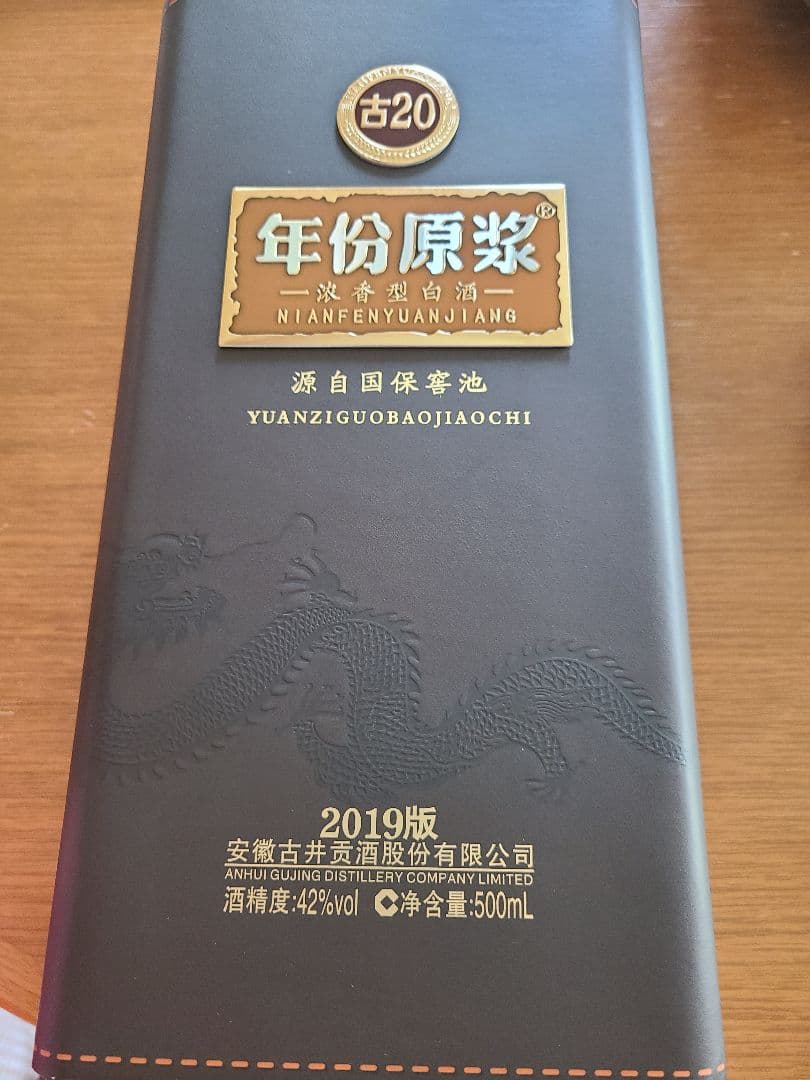 古20
年份原浆®
浓香型白酒
NIANFENYUANJIANG
源自国保窖池
YUANZIGUOBAOJIAOCHI
2019版
安徽古井贡酒股份有限公司
ANHUI GUJING DISTILLERY COMPANY LIMITED
酒精度:42%vol 净含量:500mL